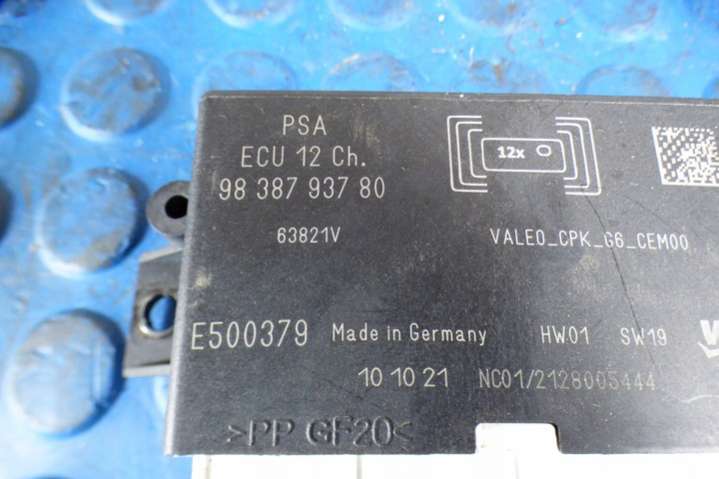 PSA
ECU 12 Ch.
98 387 937 80
12x
63821V
VALEO_CPK_G6_CEM00
E500379
Made in Germany
HW01
SW19
10 10 21
NC01/2128005444
>PP GF20<